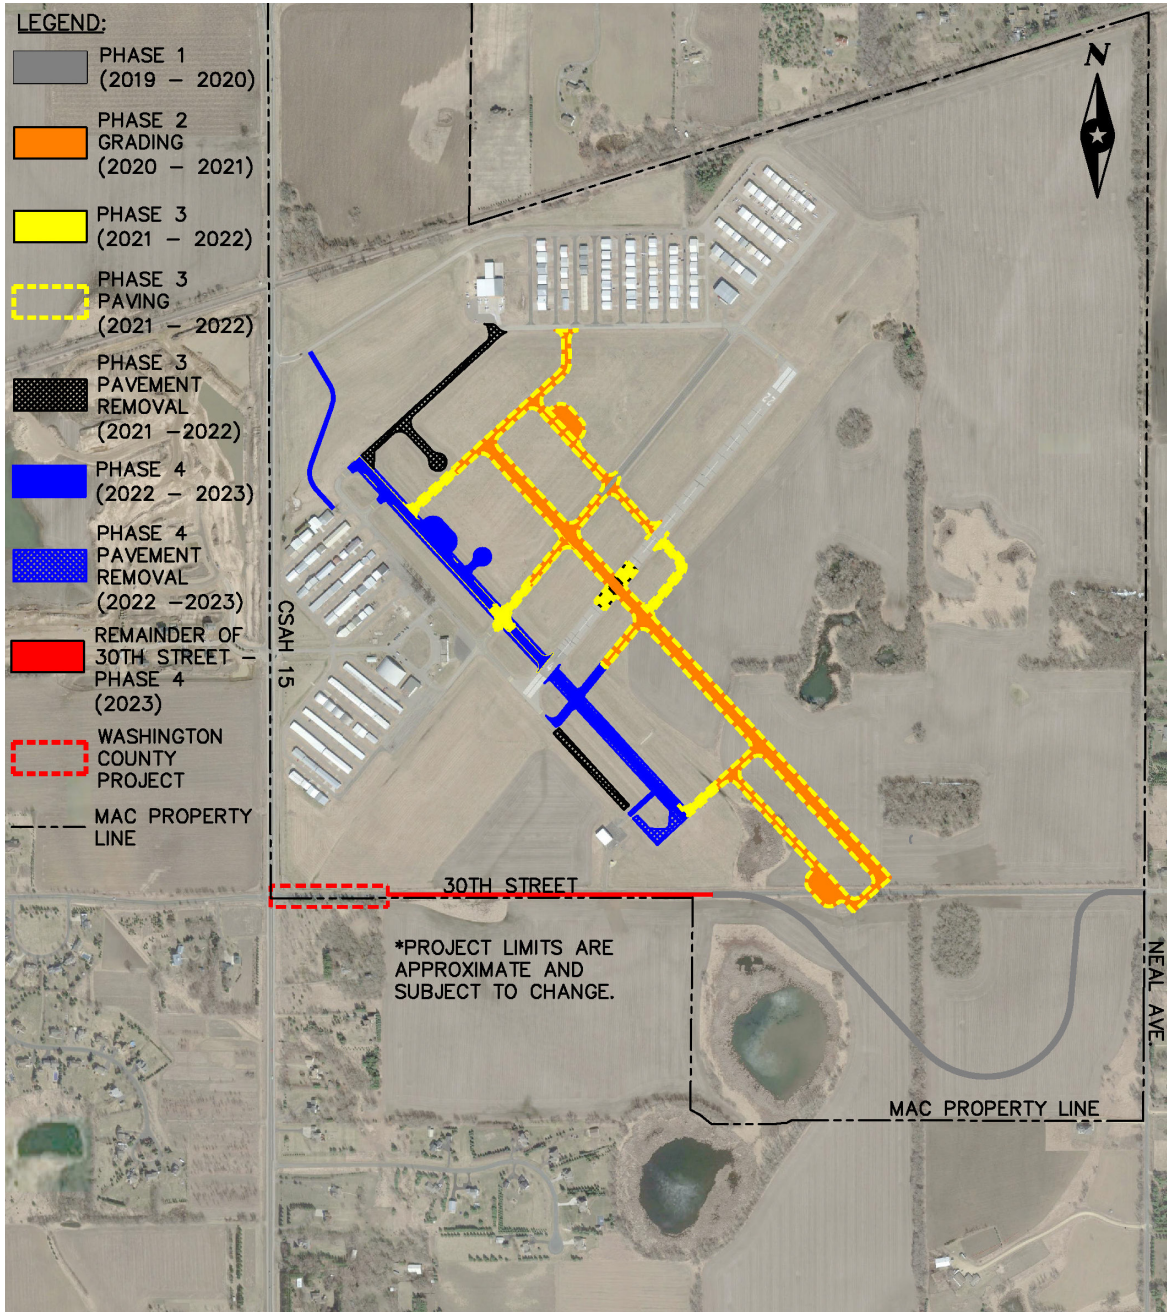 LEGEND:
PHASE 1
(2019 – 2020)
PHASE 2
GRADING
(2020 – 2021)
PHASE 3
(2021 – 2022)
PHASE 3
PAVING
(2021 – 2022)
PHASE 3
PAVEMENT
REMOVAL
(2021 –2022)
PHASE 4
(2022 – 2023)
PHASE 4
PAVEMENT
REMOVAL
(2022 –2023)
REMAINDER OF
30TH STREET –
PHASE 4
(2023)
WASHINGTON
COUNTY
PROJECT
MAC PROPERTY
LINE
N
22
CSAH 15
30TH STREET
*PROJECT LIMITS ARE
APPROXIMATE AND
SUBJECT TO CHANGE.
NEAL AVE.
MAC PROPERTY LINE